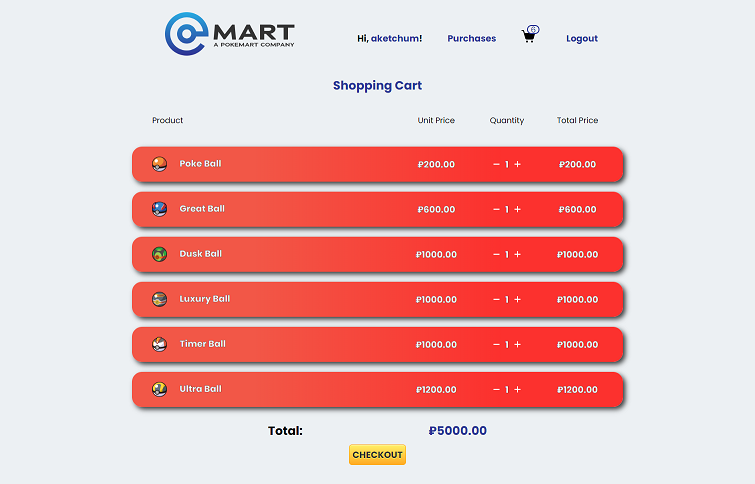 MART
A POKEMART COMPANY
Hi, aketchum! Purchases 6 Logout
Shopping Cart
Product Unit Price Quantity Total Price
Poke Ball ₽200.00 − 1 + ₽200.00
Great Ball ₽600.00 − 1 + ₽600.00
Dusk Ball ₽1000.00 − 1 + ₽1000.00
Luxury Ball ₽1000.00 − 1 + ₽1000.00
Timer Ball ₽1000.00 − 1 + ₽1000.00
Ultra Ball ₽1200.00 − 1 + ₽1200.00
Total: ₽5000.00
CHECKOUT